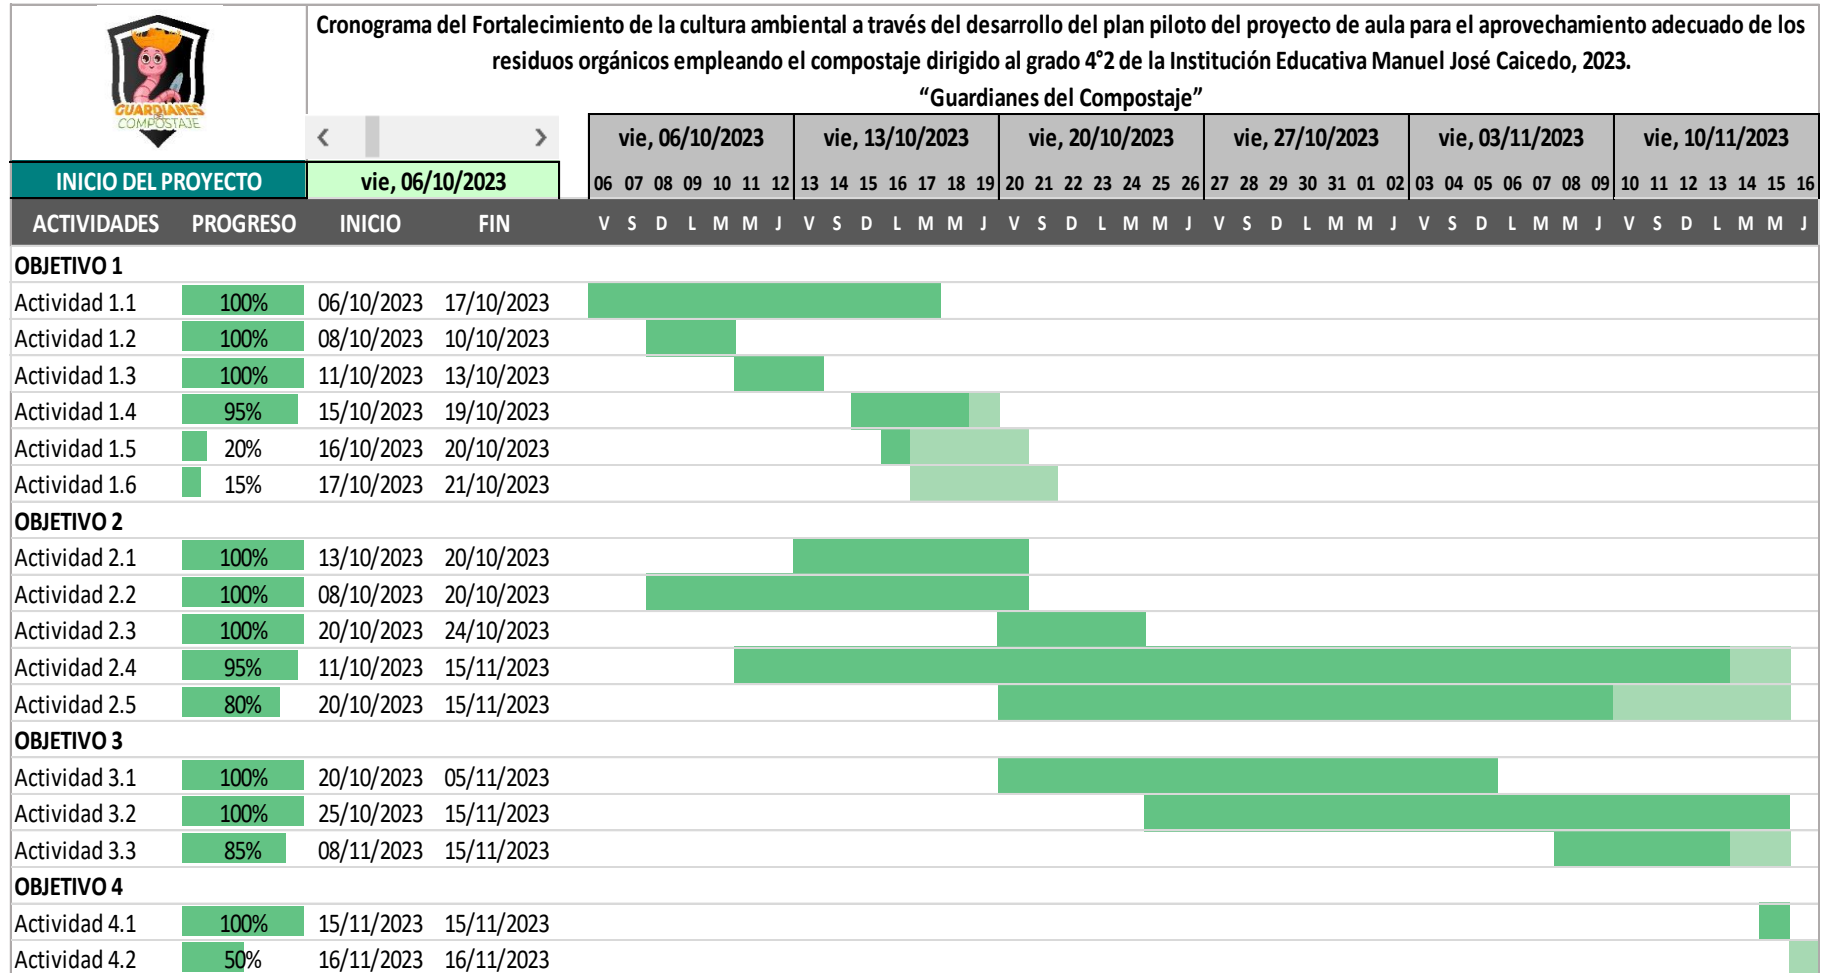 Cronograma del Fortalecimiento de la cultura ambiental a través del desarrollo del plan piloto del proyecto de aula para el aprovechamiento adecuado de los
residuos orgánicos empleando el compostaje dirigido al grado 4°2 de la Institución Educativa Manuel José Caicedo, 2023.
“Guardianes del Compostaje”
GUARDIANES
DE
COMPOSTAJE
vie, 06/10/2023 vie, 13/10/2023 vie, 20/10/2023 vie, 27/10/2023 vie, 03/11/2023 vie, 10/11/2023
INICIO DEL PROYECTO vie, 06/10/2023 06 07 08 09 10 11 12 13 14 15 16 17 18 19 20 21 22 23 24 25 26 27 28 29 30 31 01 02 03 04 05 06 07 08 09 10 11 12 13 14 15 16
ACTIVIDADES PROGRESO INICIO FIN V S D L M M J V S D L M M J V S D L M M J V S D L M M J V S D L M M J V S D L M M J
OBJETIVO 1
Actividad 1.1 100% 06/10/2023 17/10/2023
Actividad 1.2 100% 08/10/2023 10/10/2023
Actividad 1.3 100% 11/10/2023 13/10/2023
Actividad 1.4 95% 15/10/2023 19/10/2023
Actividad 1.5 20% 16/10/2023 20/10/2023
Actividad 1.6 15% 17/10/2023 21/10/2023
OBJETIVO 2
Actividad 2.1 100% 13/10/2023 20/10/2023
Actividad 2.2 100% 08/10/2023 20/10/2023
Actividad 2.3 100% 20/10/2023 24/10/2023
Actividad 2.4 95% 11/10/2023 15/11/2023
Actividad 2.5 80% 20/10/2023 15/11/2023
OBJETIVO 3
Actividad 3.1 100% 20/10/2023 05/11/2023
Actividad 3.2 100% 25/10/2023 15/11/2023
Actividad 3.3 85% 08/11/2023 15/11/2023
OBJETIVO 4
Actividad 4.1 100% 15/11/2023 15/11/2023
Actividad 4.2 50% 16/11/2023 16/11/2023